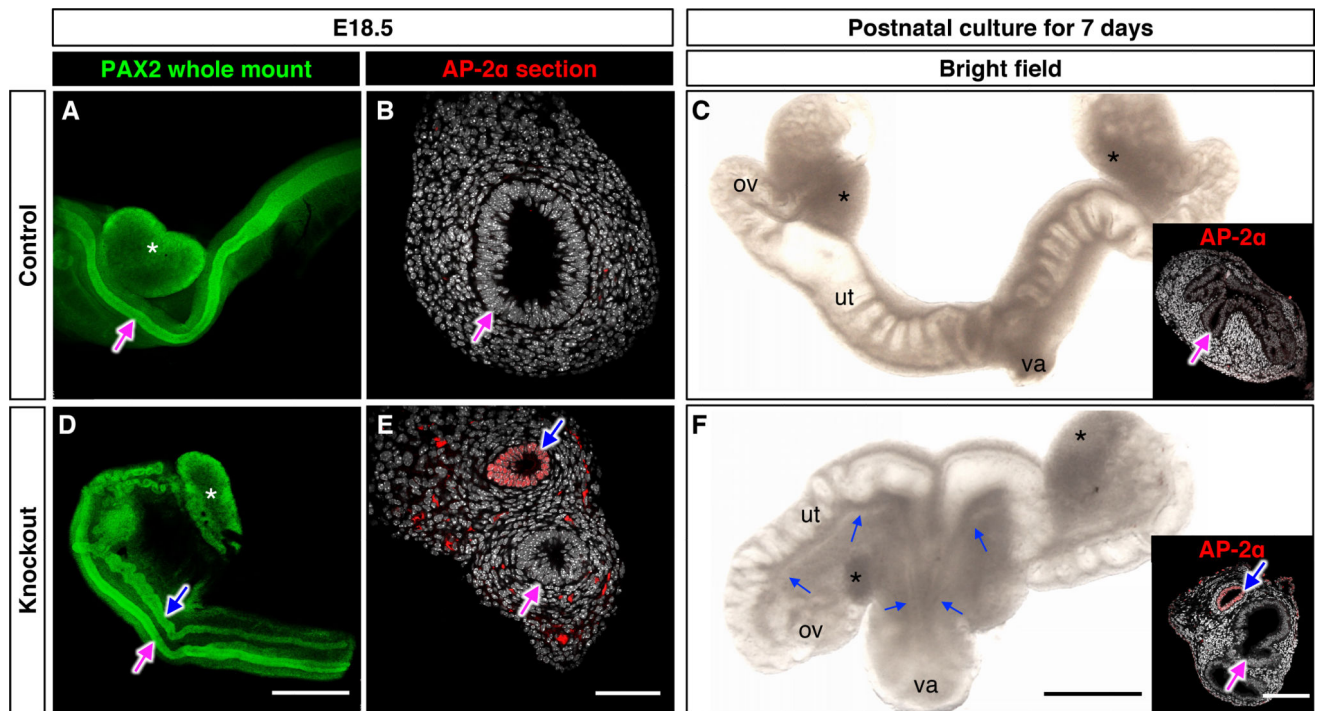 E18.5
Postnatal culture for 7 days
PAX2 whole mount
AP-2α section
Bright field
Control
A
*
B
C
ov
*
*
ut
va
AP-2α
Knockout
D
*
E
F
*
ut
*
ov
va
AP-2α